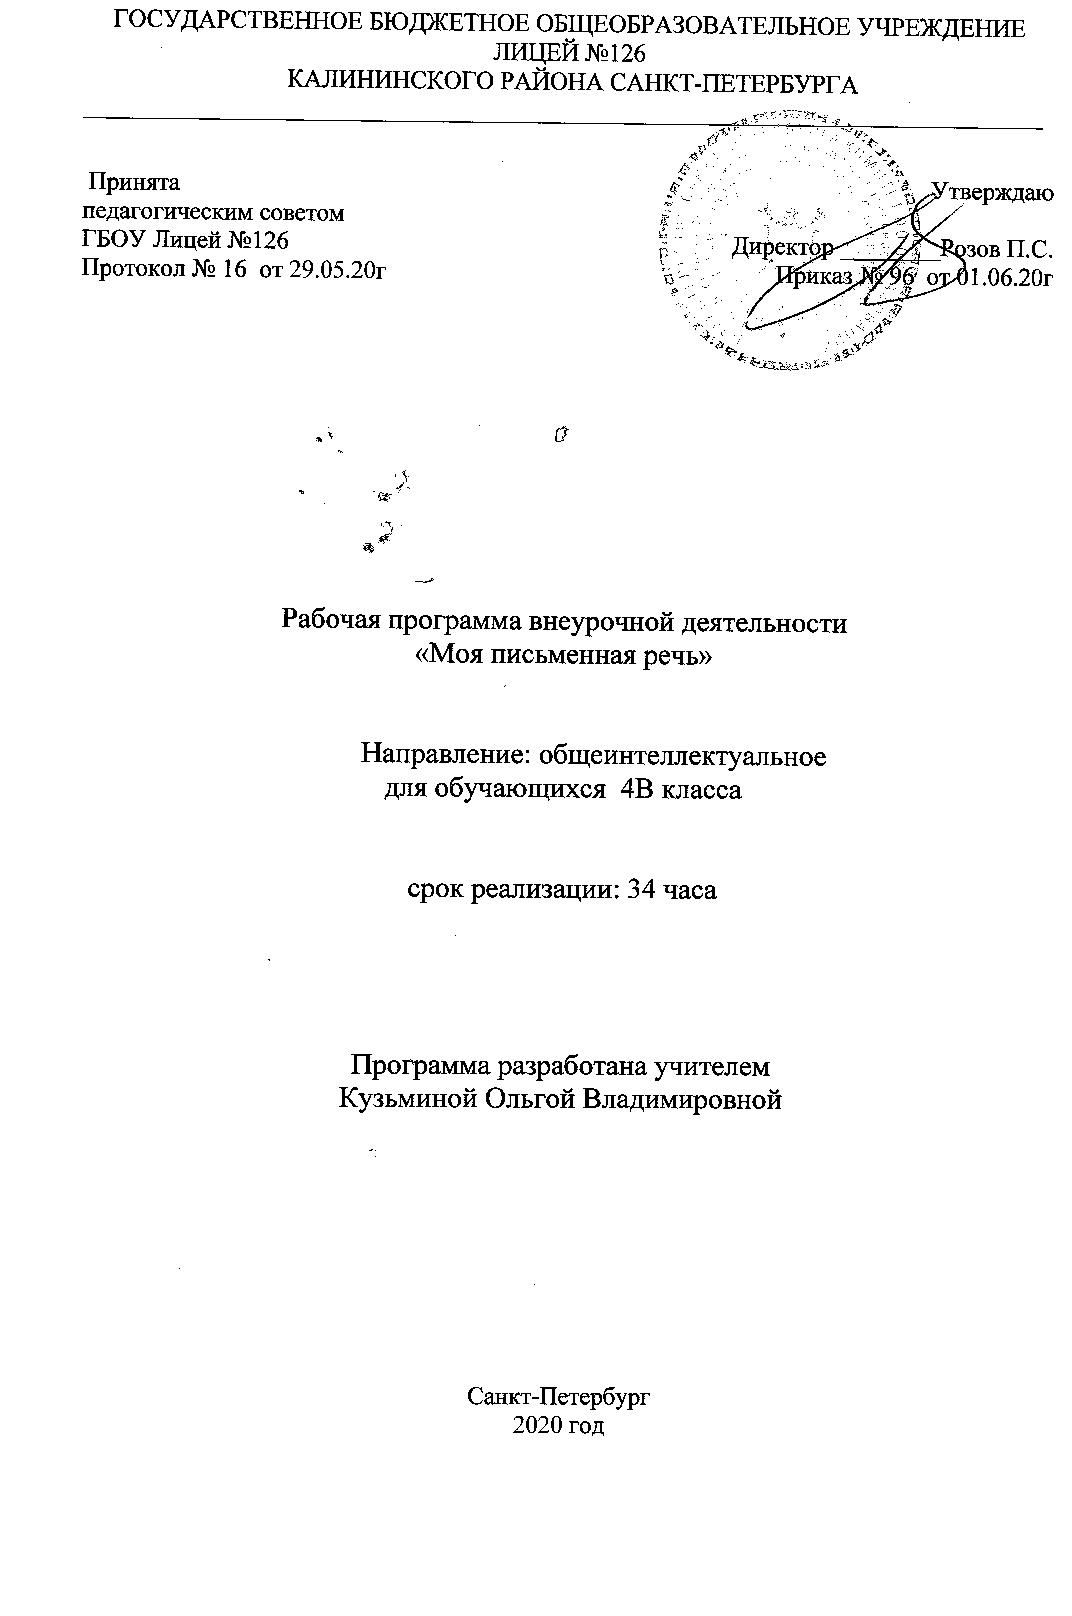 ГОСУДАРСТВЕННОЕ БЮДЖЕТНОЕ ОБЩЕОБРАЗОВАТЕЛЬНОЕ УЧРЕЖДЕНИЕ
ЛИЦЕЙ №126
КАЛИНИНСКОГО РАЙОНА САНКТ-ПЕТЕРБУРГА
Принята
педагогическим советом
ГБОУ Лицей №126
Протокол № 16 от 29.05.20г
Утверждаю
Директор ________ Розов П.С.
Приказ № 96 от 01.06.20г
Рабочая программа внеурочной деятельности
«Моя письменная речь»
Направление: общеинтеллектуальное
для обучающихся 4В класса
срок реализации: 34 часа
Программа разработана учителем
Кузьминой Ольгой Владимировной
Санкт-Петербург
2020 год